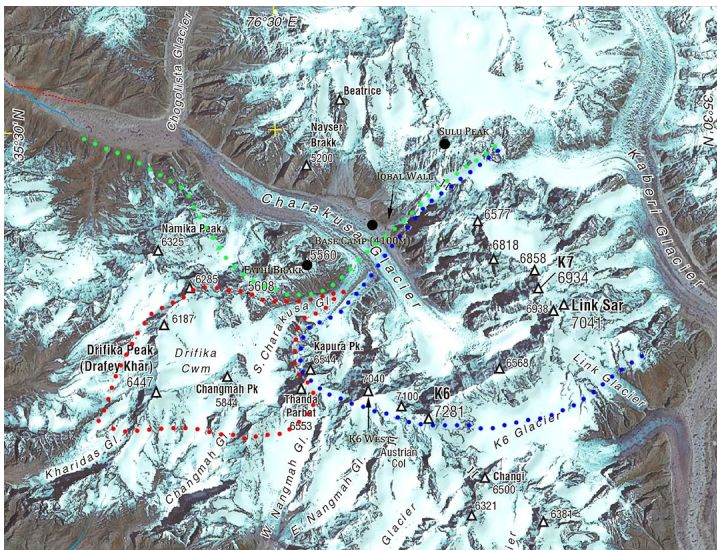 76°30' E
Chogolista Glacier
Beatrice
Sulu Peak
35°30' N
35°30' N
Nayser
Brakk
5200
Iqbal Wall
Kaberi Glacier
Charakusa Glacier
Namika Peak
6325
Base Camp (4100m)
Fathi Brakk
5560
5608
6577
6818
6858
K7
6934
6285
S.Charakusa Gl.
6938
Link Sar
7041
6187
Drifika Peak
(Drafey Khar)
6447
Drifika
Cwm
Kapura Pk.
6544
Changmah Pk
5844
7040
6568
Link Glacier
Thanda
Parbat
6553
7100
K6
7281
K6 Glacier
K6 West
Austrian
Col
Kharidas Gl.
Changmah Gl.
W. Nangmah Gl.
E. Nangmah Gl.
Glacier
Changi
6500
6321
6381